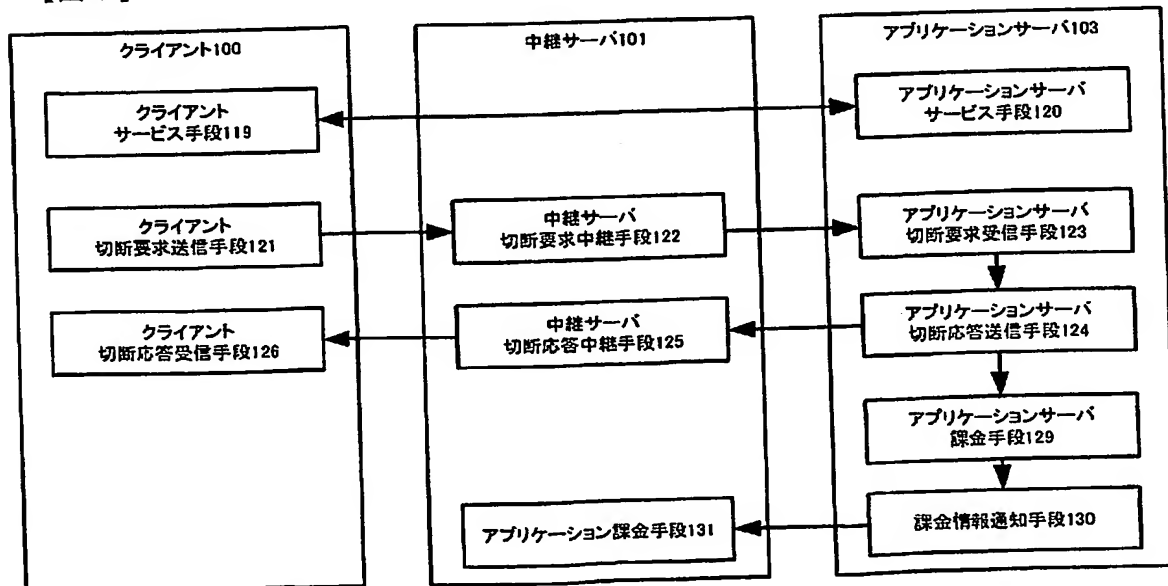 クライアント100
クライアント
サービス手段119
クライアント
切断要求送信手段121
クライアント
切断応答受信手段126
中継サーバ101
中継サーバ
切断要求中継手段122
中継サーバ
切断応答中継手段125
アプリケーション課金手段131
アプリケーションサーバ103
アプリケーションサーバ
サービス手段120
アプリケーションサーバ
切断要求受信手段123
アプリケーションサーバ
切断応答送信手段124
アプリケーションサーバ
課金手段129
課金情報通知手段130